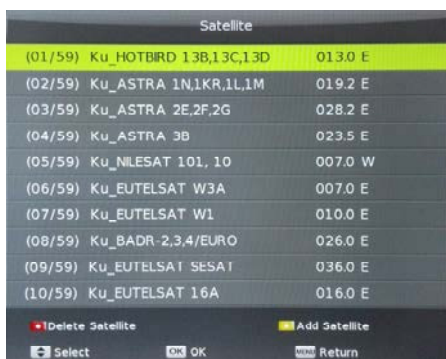 Satellite
(01/59) Ku_HOTBIRD 13B,13C,13D 013.0 E
(02/59) Ku_ASTRA 1N,1KR,1L,1M 019.2 E
(03/59) Ku_ASTRA 2E,2F,2G 028.2 E
(04/59) Ku_ASTRA 3B 023.5 E
(05/59) Ku_NILESAT 101, 10 007.0 W
(06/59) Ku_EUTELSAT W3A 007.0 E
(07/59) Ku_EUTELSAT W1 010.0 E
(08/59) Ku_BADR-2,3,4/EURO 026.0 E
(09/59) Ku_EUTELSAT SESAT 036.0 E
(10/59) Ku_EUTELSAT 16A 016.0 E
Delete Satellite Add Satellite
Select OK OK MENU Return